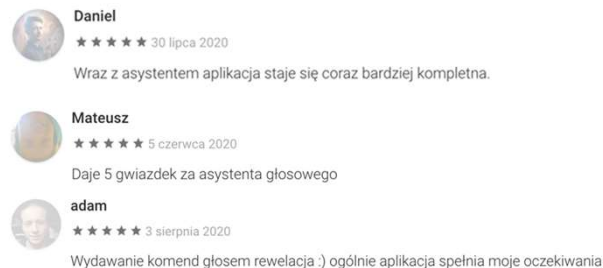 Daniel
★★★★★ 30 lipca 2020
Wraz z asystentem aplikacja staje się coraz bardziej kompletna.
Mateusz
★★★★★ 5 czerwca 2020
Daje 5 gwiazdek za asystenta głosowego
adam
★★★★★ 3 sierpnia 2020
Wydawanie komend głosem rewelacja :) ogólnie aplikacja spełnia moje oczekiwania